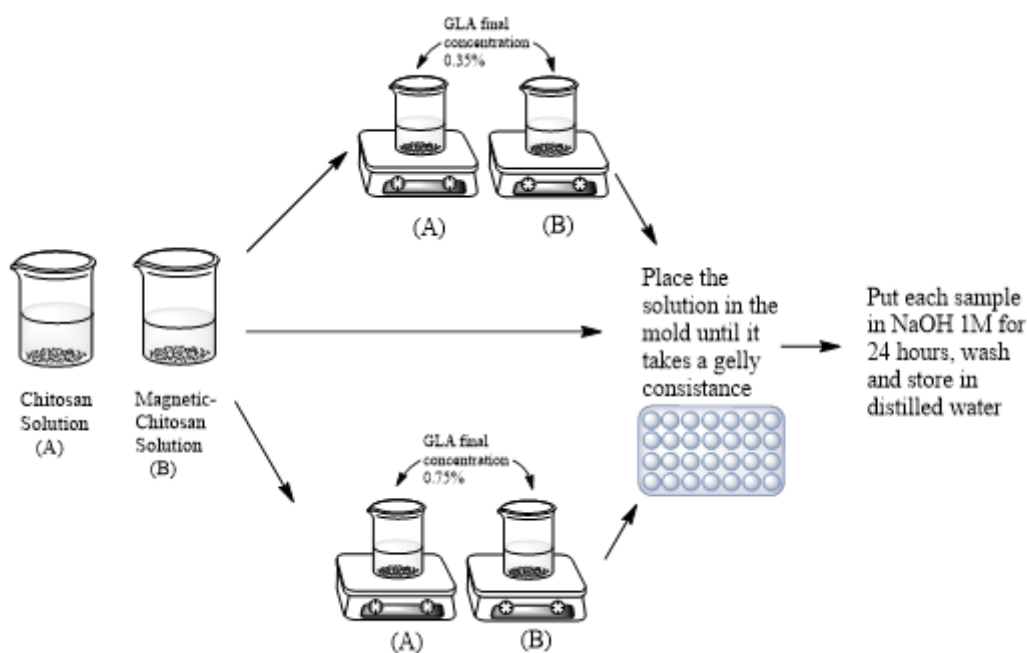 GLA final
concentration
0.35%
(A)
(B)
Chitosan
Solution
(A)
Magnetic-
Chitosan
Solution
(B)
Place the
solution in the
mold until it
takes a gelly
consistance
Put each sample
in NaOH 1M for
24 hours, wash
and store in
distilled water
GLA final
concentration
0.75%
(A)
(B)